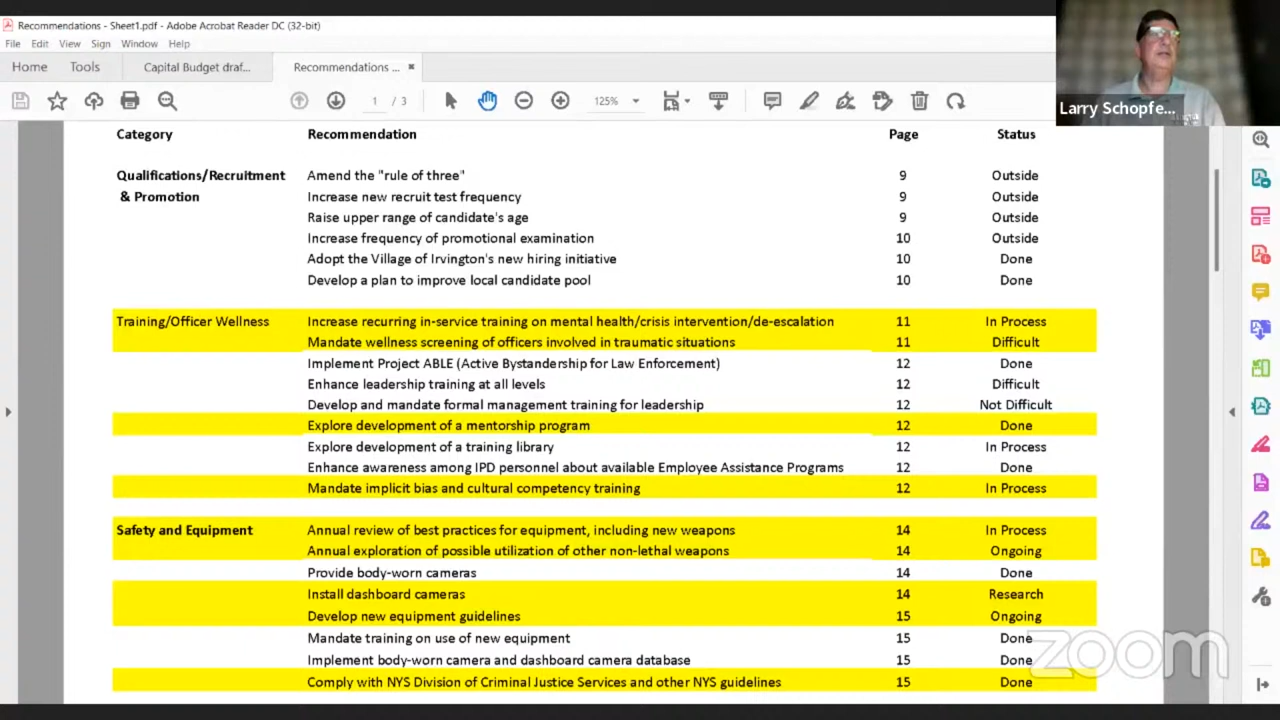 Recommendations - Sheet1.pdf - Adobe Acrobat Reader DC (32-bit)
File Edit View Sign Window Help
Home Tools Capital Budget draf... Recommendations ... ×
1 / 3 125%
Larry Schopfe...
Category Recommendation Page Status
Qualifications/Recruitment Amend the "rule of three" 9 Outside
& Promotion Increase new recruit test frequency 9 Outside
Raise upper range of candidate's age 9 Outside
Increase frequency of promotional examination 10 Outside
Adopt the Village of Irvington's new hiring initiative 10 Done
Develop a plan to improve local candidate pool 10 Done
Training/Officer Wellness Increase recurring in-service training on mental health/crisis intervention/de-escalation 11 In Process
Mandate wellness screening of officers involved in traumatic situations 11 Difficult
Implement Project ABLE (Active Bystandership for Law Enforcement) 12 Done
Enhance leadership training at all levels 12 Difficult
Develop and mandate formal management training for leadership 12 Not Difficult
Explore development of a mentorship program 12 Done
Explore development of a training library 12 In Process
Enhance awareness among IPD personnel about available Employee Assistance Programs 12 Done
Mandate implicit bias and cultural competency training 12 In Process
Safety and Equipment Annual review of best practices for equipment, including new weapons 14 In Process
Annual exploration of possible utilization of other non-lethal weapons 14 Ongoing
Provide body-worn cameras 14 Done
Install dashboard cameras 14 Research
Develop new equipment guidelines 15 Ongoing
Mandate training on use of new equipment 15 Done
Implement body-worn camera and dashboard camera database 15 Done
Comply with NYS Division of Criminal Justice Services and other NYS guidelines 15 Done
zoom